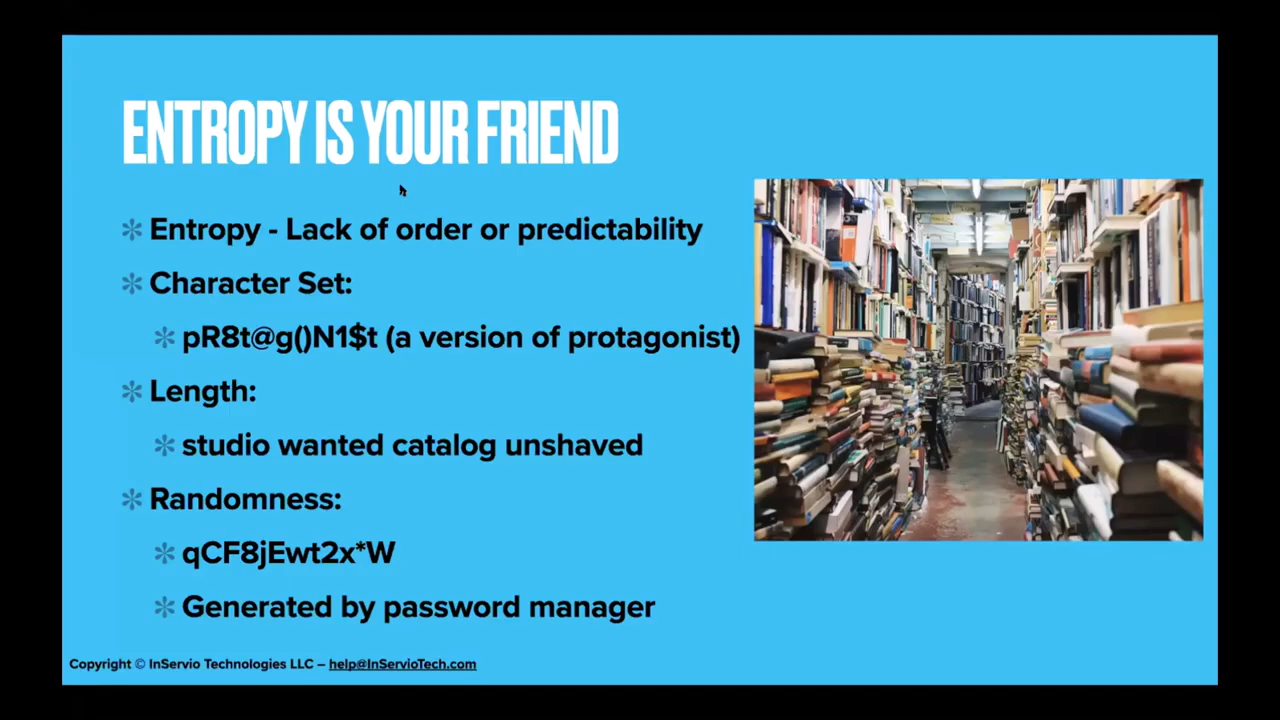 ENTROPY IS YOUR FRIEND
✻ Entropy - Lack of order or predictability
✻ Character Set:
✻ pR8t@g()N1$t (a version of protagonist)
✻ Length:
✻ studio wanted catalog unshaved
✻ Randomness:
✻ qCF8jEwt2x*W
✻ Generated by password manager
Copyright © InServio Technologies LLC – help@InServioTech.com